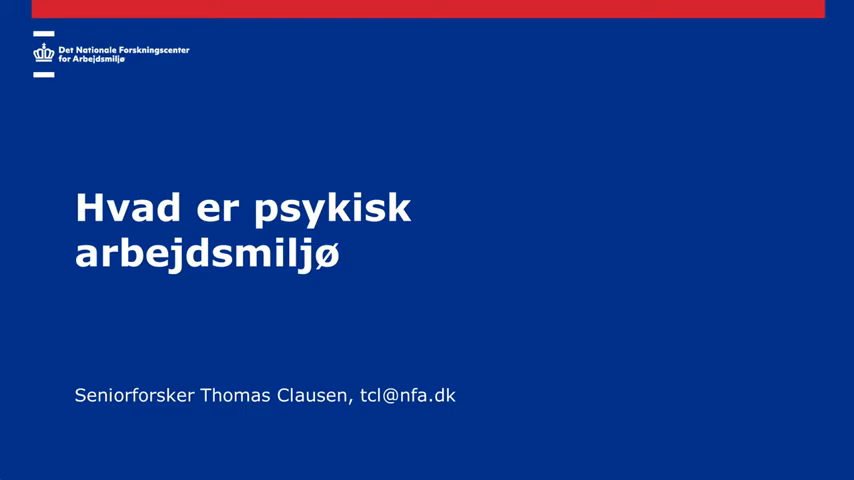 Det Nationale Forskningscenter
for Arbejdsmiljø
Hvad er psykisk
arbejdsmiljø
Seniorforsker Thomas Clausen, tcl@nfa.dk